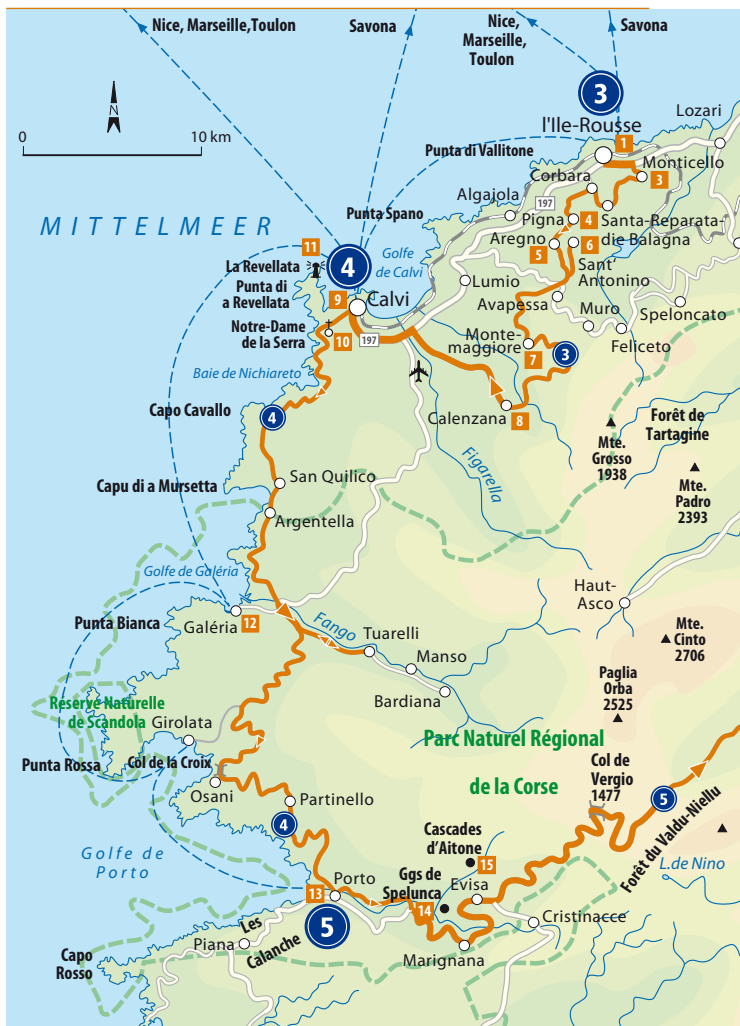 Nice, Marseille,Toulon
Savona
Nice,
Marseille,
Toulon
Savona
N
0
10 km
3
l'Ile-Rousse
1
Lozari
Punta di Vallitone
Monticello
3
Corbara
197
Algajola
Punta Spano
Pigna
4
Santa-Reparata-
die Balagna
MITTELMEER
Aregno
5
6
11
4
Golfe
de Calvi
La Revellata
Punta di
a Revellata
Sant'
Antonino
Lumio
9
Calvi
Avapessa
Muro
Speloncato
Notre-Dame
de la Serra
10
197
Monte-
maggiore
7
3
Feliceto
Baie de Nichiareto
Capo Cavallo
4
Calenzana
8
Forêt de
Tartagine
Mte.
Grosso
1938
Figarella
Mte.
Padro
2393
San Quilico
Capu di a Mursetta
Argentella
Golfe de Galéria
Haut-
Asco
Punta Bianca
Galéria
12
Fango
Tuarelli
Manso
Bardiana
Mte.
Cinto
2706
Paglia
Orba
2525
Reserve Naturelle
de Scandola
Girolata
Parc Naturel Régional
de la Corse
Punta Rossa
Col de la Croix
Osani
Col de
Vergio
1477
5
Partinello
4
Cascades
d'Aitone
15
Forêt du Valdu-Niellu
L.de Nino
Golfe de
Porto
13
Porto
Ggs de
Spelunca
14
Evisa
5
Cristinacce
Les
Calanche
Piana
Marignana
Capo
Rosso